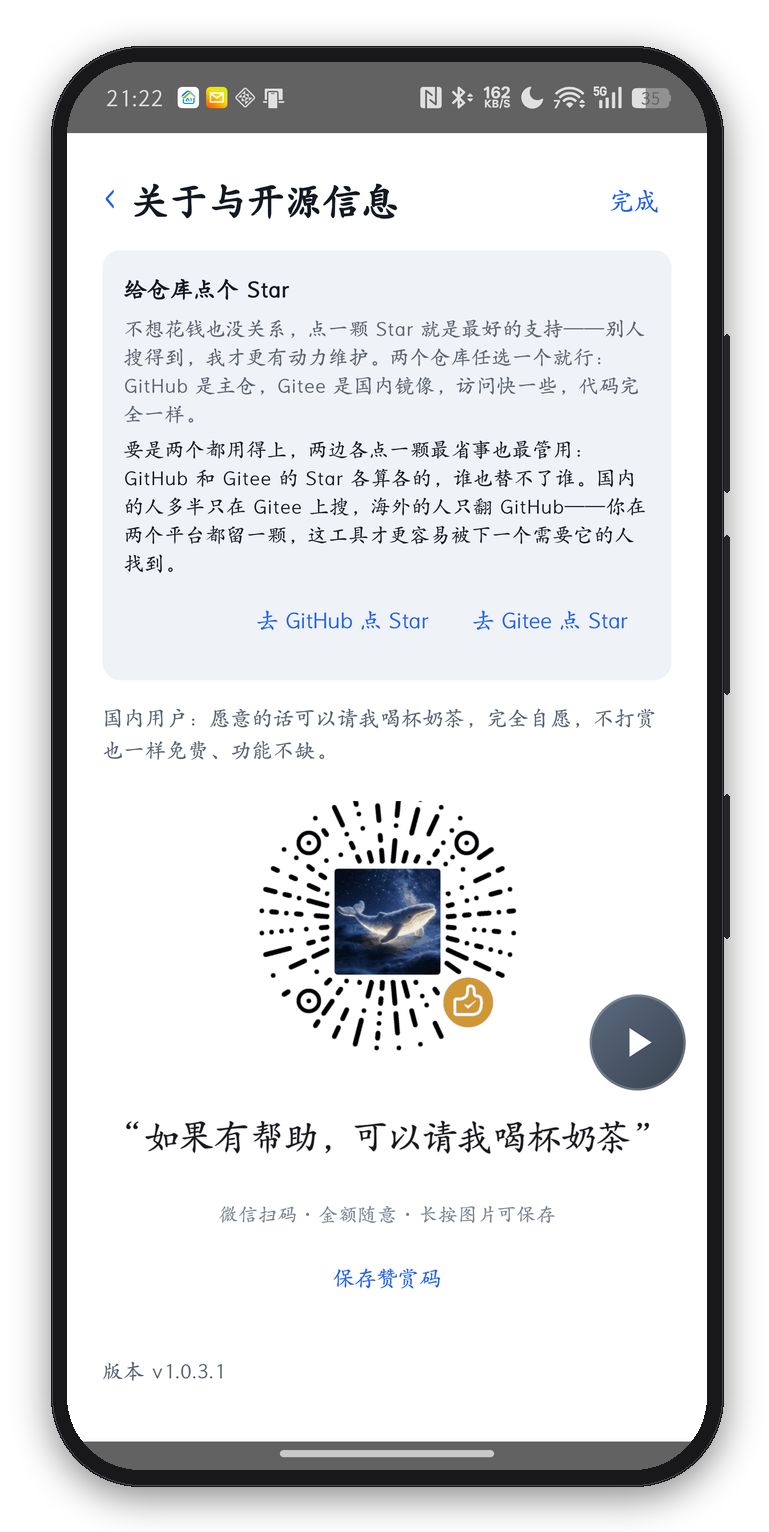 21:22
162 KB/S
7
5G
35
关于与开源信息
完成
给仓库点个 Star
不想花钱也没关系，点一颗 Star 就是最好的支持——别人
搜得到，我才更有动力维护。两个仓库任选一个就行：
GitHub 是主仓，Gitee 是国内镜像，访问快一些，代码完
全一样。
要是两个都用得上，两边各点一颗最省事也最管用：
GitHub 和 Gitee 的 Star 各算各的，谁也替不了谁。国内
的人多半只在 Gitee 上搜，海外的人只翻 GitHub——你在
两个平台都留一颗，这工具才更容易被下一个需要它的人
找到。
去 GitHub 点 Star
去 Gitee 点 Star
国内用户：愿意的话可以请我喝杯奶茶，完全自愿，不打赏
也一样免费、功能不缺。
“如果有帮助，可以请我喝杯奶茶”
微信扫码 · 金额随意 · 长按图片可保存
保存赞赏码
版本 v1.0.3.1